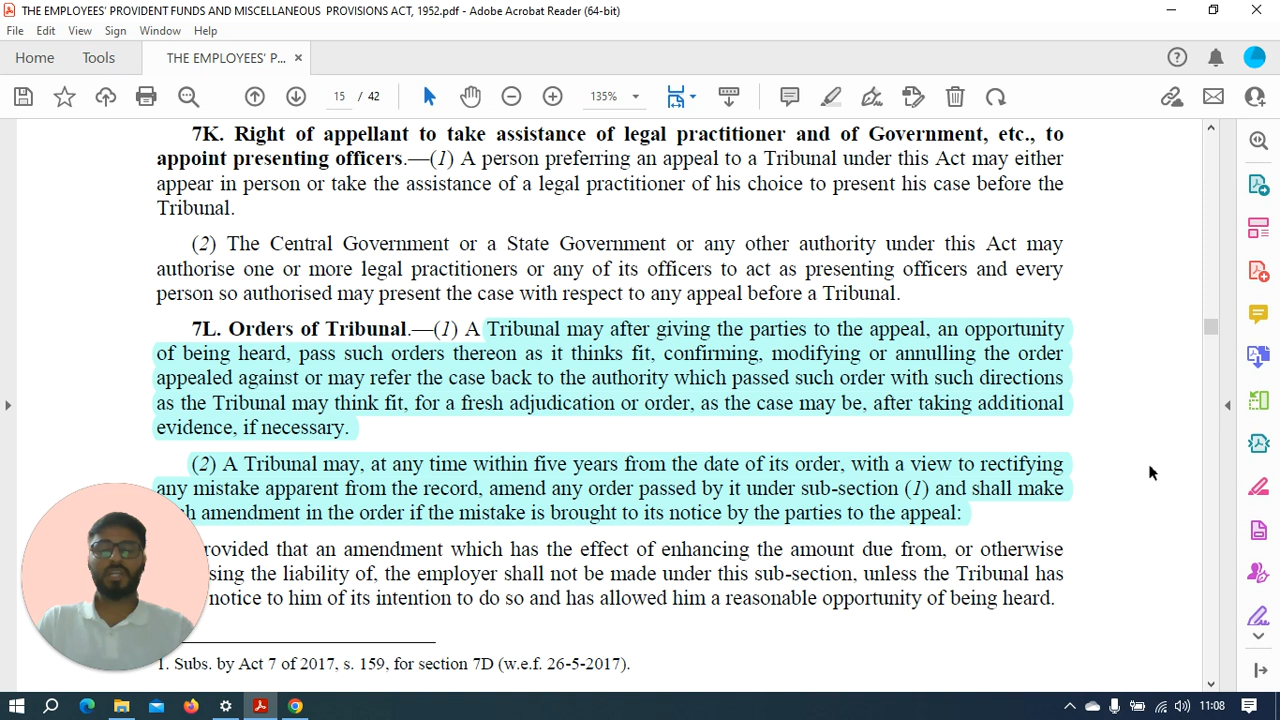 THE EMPLOYEES' PROVIDENT FUNDS AND MISCELLANEOUS PROVISIONS ACT, 1952.pdf - Adobe Acrobat Reader (64-bit)
File Edit View Sign Window Help
Home Tools THE EMPLOYEES' P...
15 / 42 135%
7K. Right of appellant to take assistance of legal practitioner and of Government, etc., to
appoint presenting officers.—(1) A person preferring an appeal to a Tribunal under this Act may either
appear in person or take the assistance of a legal practitioner of his choice to present his case before the
Tribunal.
(2) The Central Government or a State Government or any other authority under this Act may
authorise one or more legal practitioners or any of its officers to act as presenting officers and every
person so authorised may present the case with respect to any appeal before a Tribunal.
7L. Orders of Tribunal.—(1) A Tribunal may after giving the parties to the appeal, an opportunity
of being heard, pass such orders thereon as it thinks fit, confirming, modifying or annulling the order
appealed against or may refer the case back to the authority which passed such order with such directions
as the Tribunal may think fit, for a fresh adjudication or order, as the case may be, after taking additional
evidence, if necessary.
(2) A Tribunal may, at any time within five years from the date of its order, with a view to rectifying
any mistake apparent from the record, amend any order passed by it under sub-section (1) and shall make
amendment in the order if the mistake is brought to its notice by the parties to the appeal:
rovided that an amendment which has the effect of enhancing the amount due from, or otherwise
sing the liability of, the employer shall not be made under this sub-section, unless the Tribunal has
notice to him of its intention to do so and has allowed him a reasonable opportunity of being heard.
1. Subs. by Act 7 of 2017, s. 159, for section 7D (w.e.f. 26-5-2017).
11:08